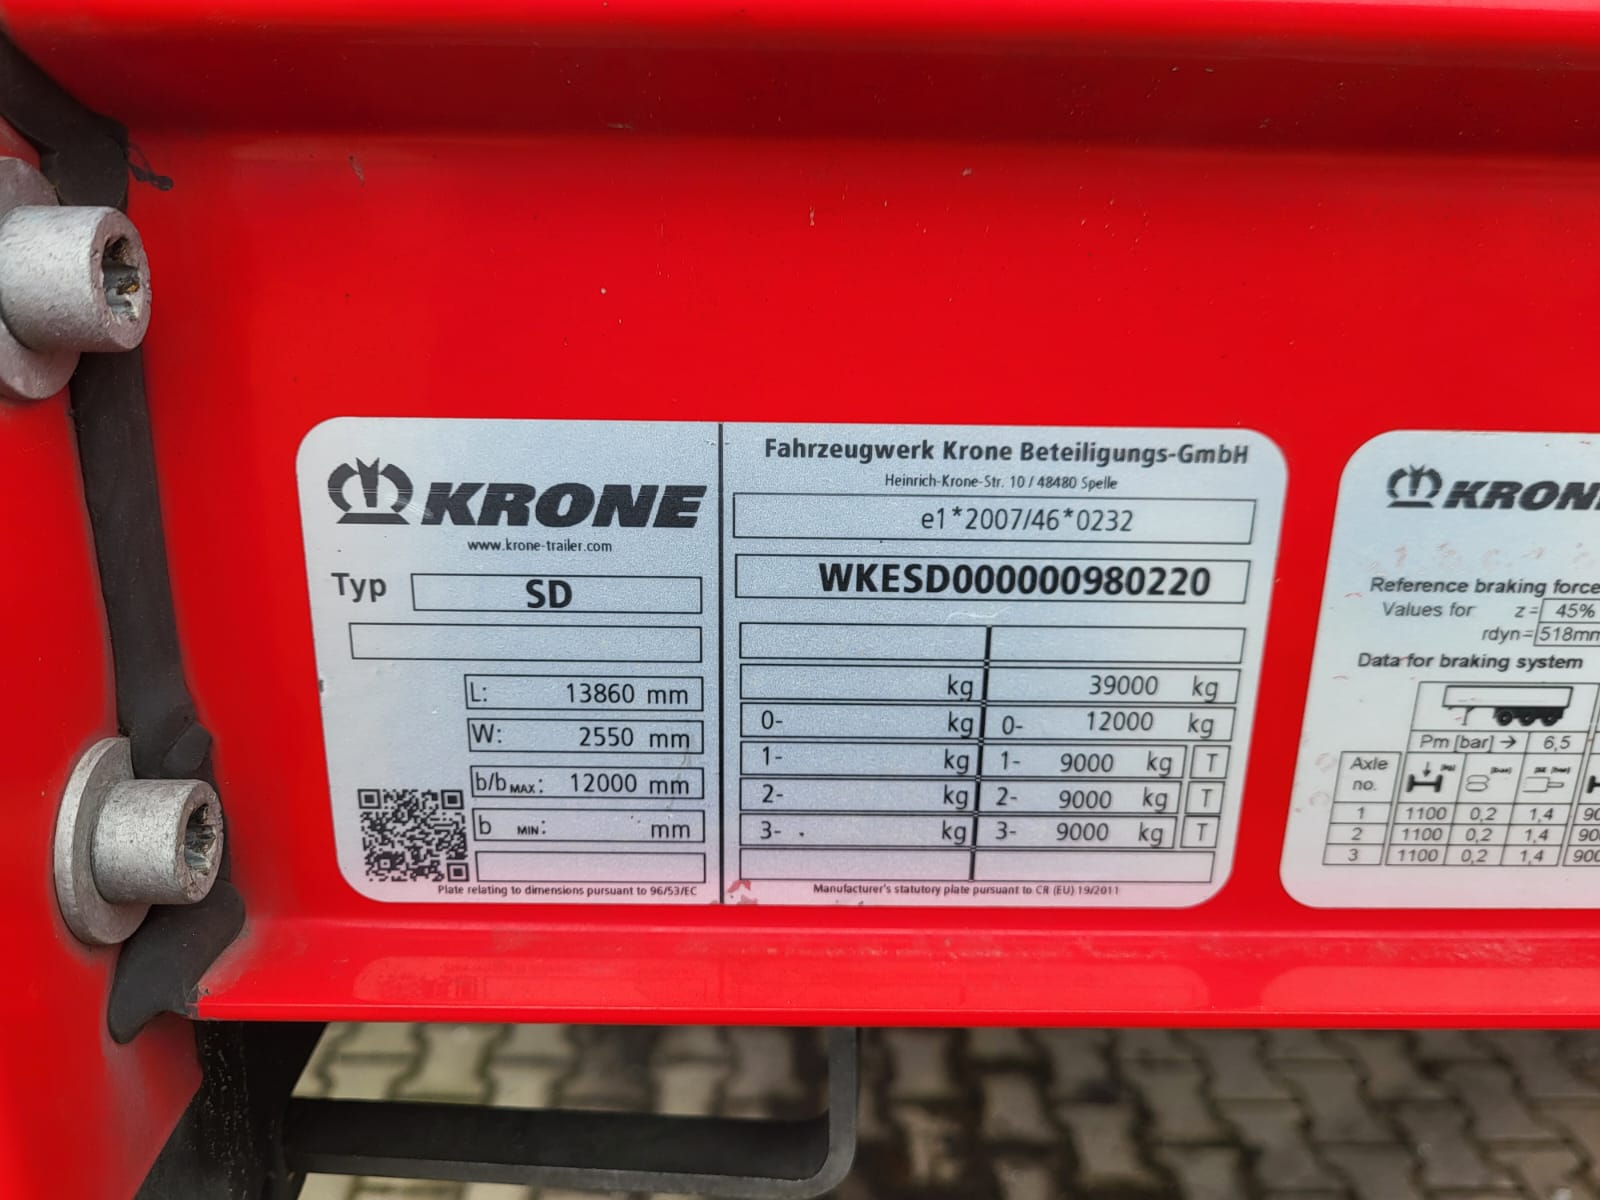 KRONE
www.krone-trailer.com
Typ SD
L: 13860 mm
W: 2550 mm
b/b MAX: 12000 mm
b MIN: mm
Plate relating to dimensions pursuant to 96/53/EC
Fahrzeugwerk Krone Beteiligungs-GmbH
Heinrich-Krone-Str. 10 / 48480 Spelle
e1*2007/46*0232
WKESD000000980220
kg 39000 kg
0- kg 0- 12000 kg
1- kg 1- 9000 kg T
2- kg 2- 9000 kg T
3- kg 3- 9000 kg T
Manufacturer's statutory plate pursuant to CR (EU) 19/2011
KRONE
Reference braking force
Values for z= 45%
rdyn= 518mm
Data for braking system
Pm [bar] → 6,5
Axle no.
1 1100 0,2 1,4
2 1100 0,2 1,4
3 1100 0,2 1,4